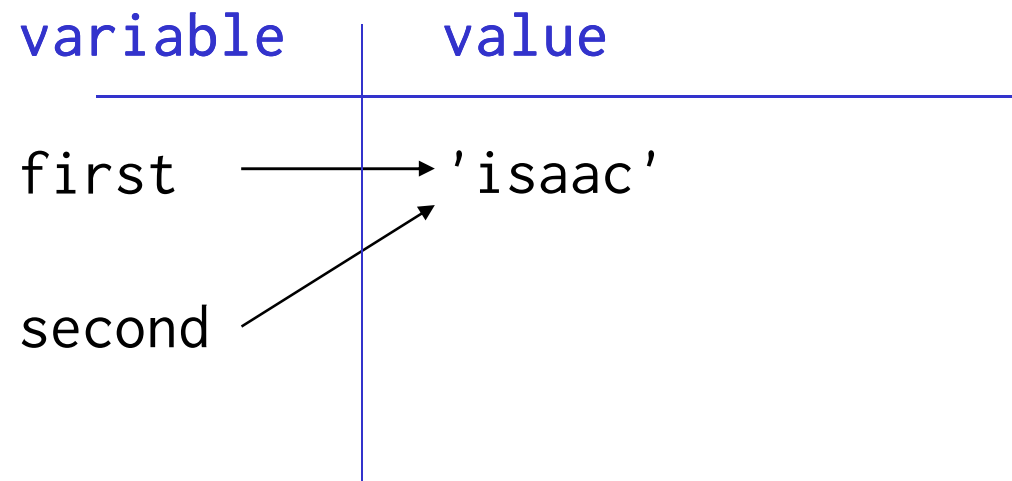 variable value
first 'isaac'
second